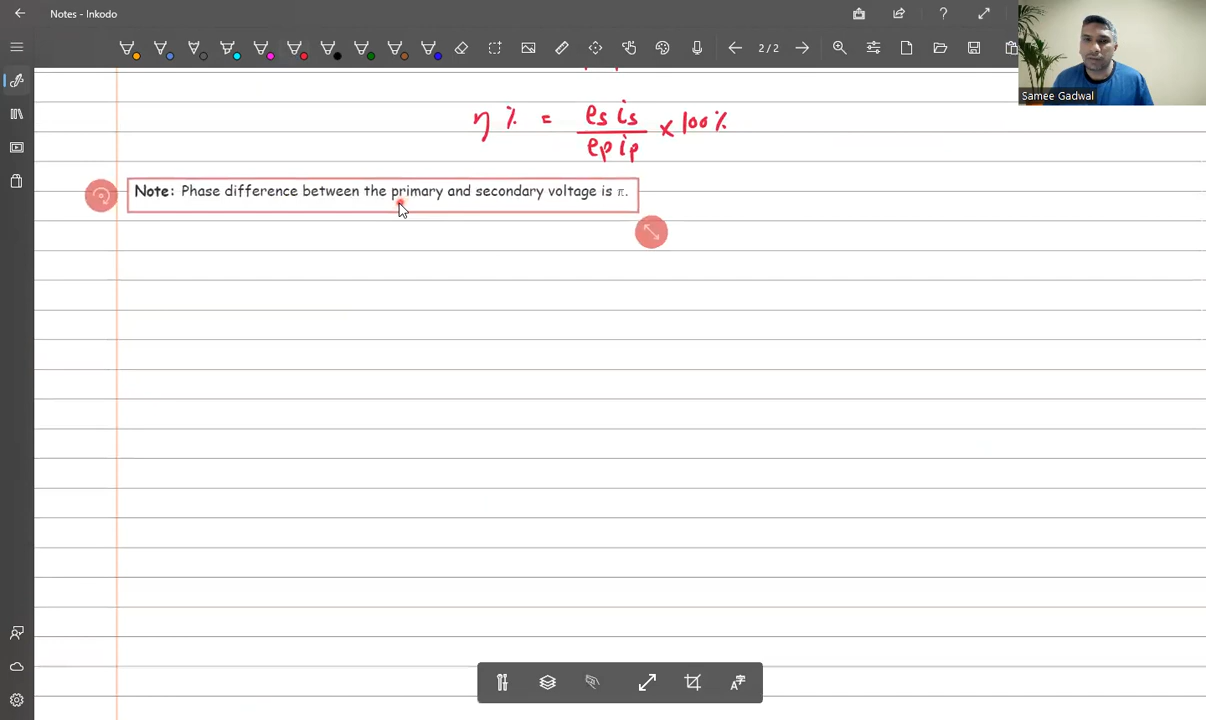 Notes - Inkodo
2/2
Samee Gadwal
η % = es is / ep ip × 100%
Note: Phase difference between the primary and secondary voltage is π.